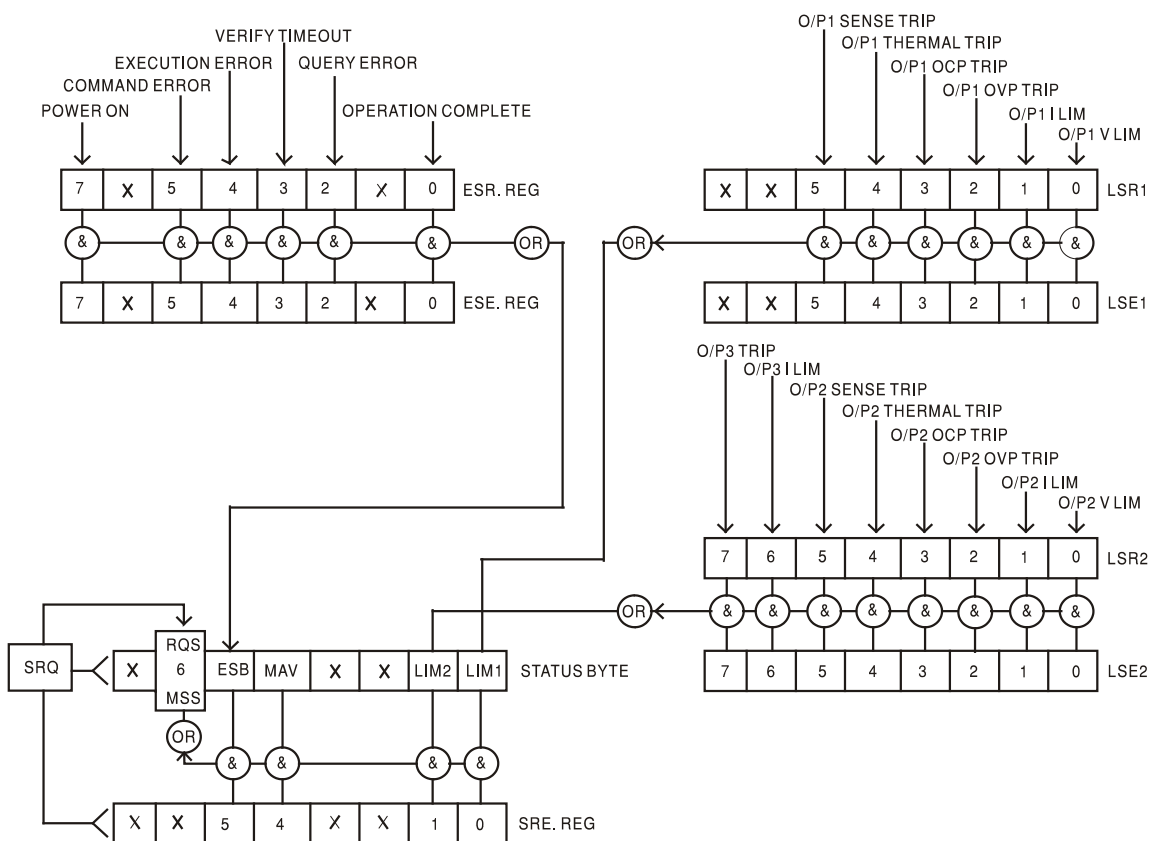 VERIFY TIMEOUT
EXECUTION ERROR QUERY ERROR
COMMAND ERROR
POWER ON OPERATION COMPLETE
7 X 5 4 3 2 X 0 ESR. REG
& & & & & & OR
7 X 5 4 3 2 X 0 ESE. REG
O/P1 SENSE TRIP
O/P1 THERMAL TRIP
O/P1 OCP TRIP
O/P1 OVP TRIP
O/P1 I LIM
O/P1 V LIM
X X 5 4 3 2 1 0 LSR1
OR & & & & & &
X X 5 4 3 2 1 0 LSE1
O/P3 TRIP
O/P3 I LIM
O/P2 SENSE TRIP
O/P2 THERMAL TRIP
O/P2 OCP TRIP
O/P2 OVP TRIP
O/P2 I LIM
O/P2 V LIM
7 6 5 4 3 2 1 0 LSR2
OR & & & & & & & &
7 6 5 4 3 2 1 0 LSE2
RQS
SRQ X 6 ESB MAV X X LIM2 LIM1 STATUS BYTE
MSS
OR
& & & &
X X 5 4 X X 1 0 SRE. REG